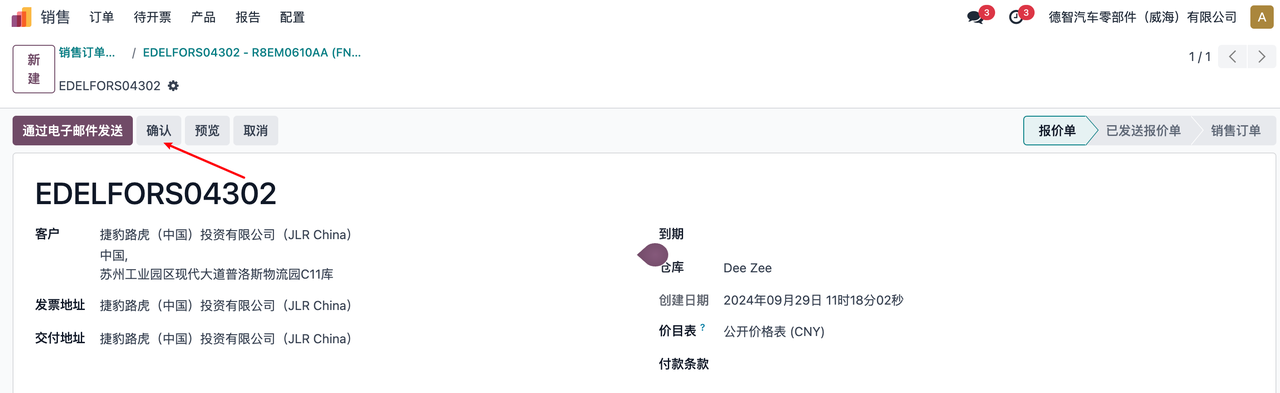 销售 订单 待开票 产品 报告 配置 3 3 德智汽车零部件（威海）有限公司 A
新建
销售订单... / EDELFORS04302 - R8EM0610AA (FN...
1 / 1
EDELFORS04302
通过电子邮件发送 确认 预览 取消 报价单 已发送报价单 销售订单
EDELFORS04302
客户 捷豹路虎（中国）投资有限公司（JLR China）
中国,
苏州工业园区现代大道普洛斯物流园C11库
发票地址 捷豹路虎（中国）投资有限公司（JLR China）
交付地址 捷豹路虎（中国）投资有限公司（JLR China）
到期
仓库 Dee Zee
创建日期 2024年09月29日 11时18分02秒
价目表 ? 公开价格表 (CNY)
付款条款